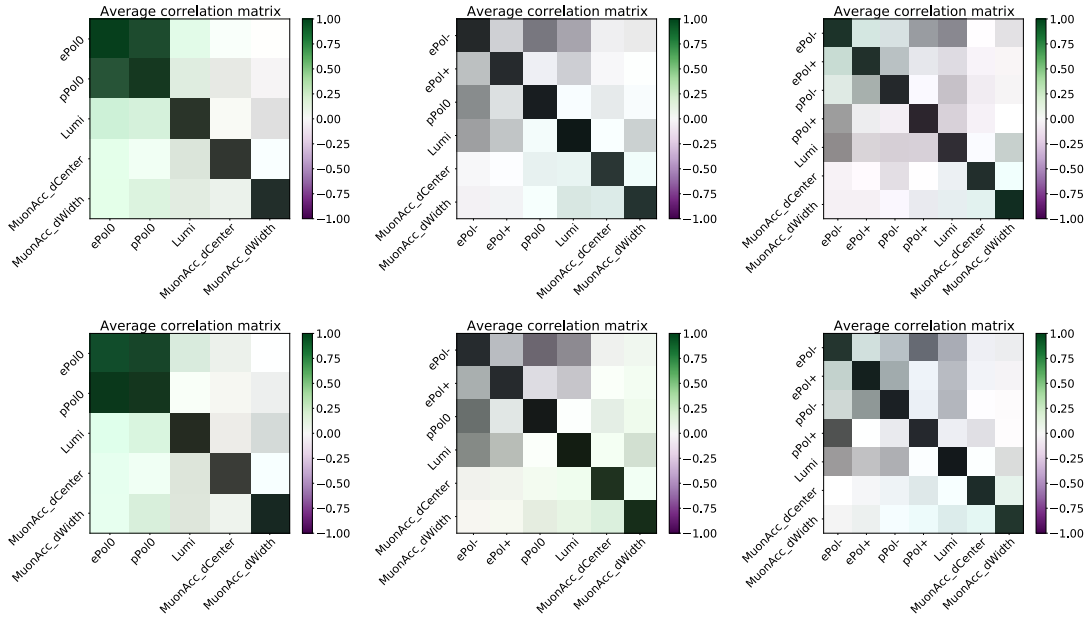 Average correlation matrix
ePol0
pPol0
Lumi
MuonAcc_dCenter
MuonAcc_dWidth
ePol0
pPol0
Lumi
MuonAcc_dCenter
MuonAcc_dWidth
1.00
0.75
0.50
0.25
0.00
−0.25
−0.50
−0.75
−1.00
Average correlation matrix
ePol-
ePol+
pPol0
Lumi
MuonAcc_dCenter
MuonAcc_dWidth
ePol-
ePol+
pPol0
Lumi
MuonAcc_dCenter
MuonAcc_dWidth
1.00
0.75
0.50
0.25
0.00
−0.25
−0.50
−0.75
−1.00
Average correlation matrix
ePol-
ePol+
pPol-
pPol+
Lumi
MuonAcc_dCenter
MuonAcc_dWidth
ePol-
ePol+
pPol-
pPol+
Lumi
MuonAcc_dCenter
MuonAcc_dWidth
1.00
0.75
0.50
0.25
0.00
−0.25
−0.50
−0.75
−1.00
Average correlation matrix
ePol0
pPol0
Lumi
MuonAcc_dCenter
MuonAcc_dWidth
ePol0
pPol0
Lumi
MuonAcc_dCenter
MuonAcc_dWidth
1.00
0.75
0.50
0.25
0.00
−0.25
−0.50
−0.75
−1.00
Average correlation matrix
ePol-
ePol+
pPol0
Lumi
MuonAcc_dCenter
MuonAcc_dWidth
ePol-
ePol+
pPol0
Lumi
MuonAcc_dCenter
MuonAcc_dWidth
1.00
0.75
0.50
0.25
0.00
−0.25
−0.50
−0.75
−1.00
Average correlation matrix
ePol-
ePol+
pPol-
pPol+
Lumi
MuonAcc_dCenter
MuonAcc_dWidth
ePol-
ePol+
pPol-
pPol+
Lumi
MuonAcc_dCenter
MuonAcc_dWidth
1.00
0.75
0.50
0.25
0.00
−0.25
−0.50
−0.75
−1.00